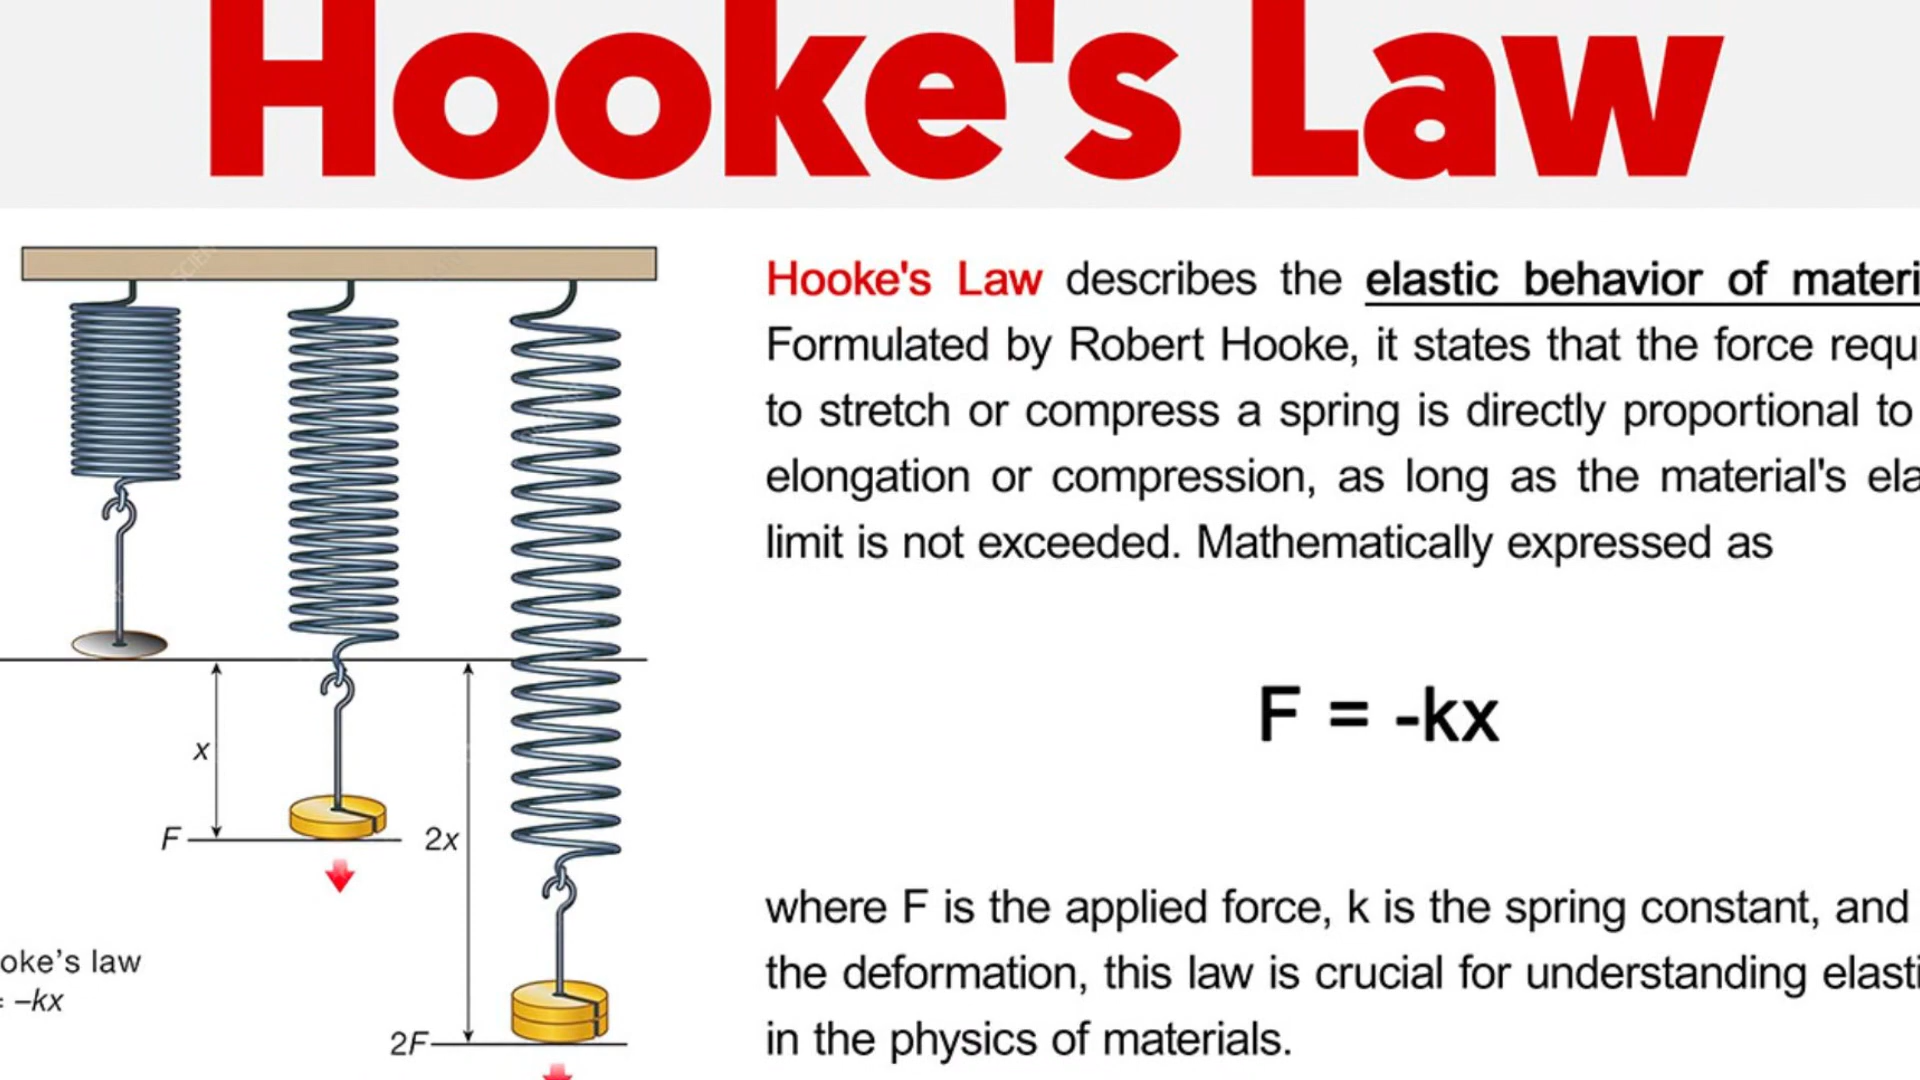 Hooke's Law
Hooke's Law describes the elastic behavior of materi
Formulated by Robert Hooke, it states that the force requ
to stretch or compress a spring is directly proportional to
elongation or compression, as long as the material's ela
limit is not exceeded. Mathematically expressed as
F = -kx
where F is the applied force, k is the spring constant, and
the deformation, this law is crucial for understanding elasti
in the physics of materials.
x
F
2x
2F
oke's law
= –kx